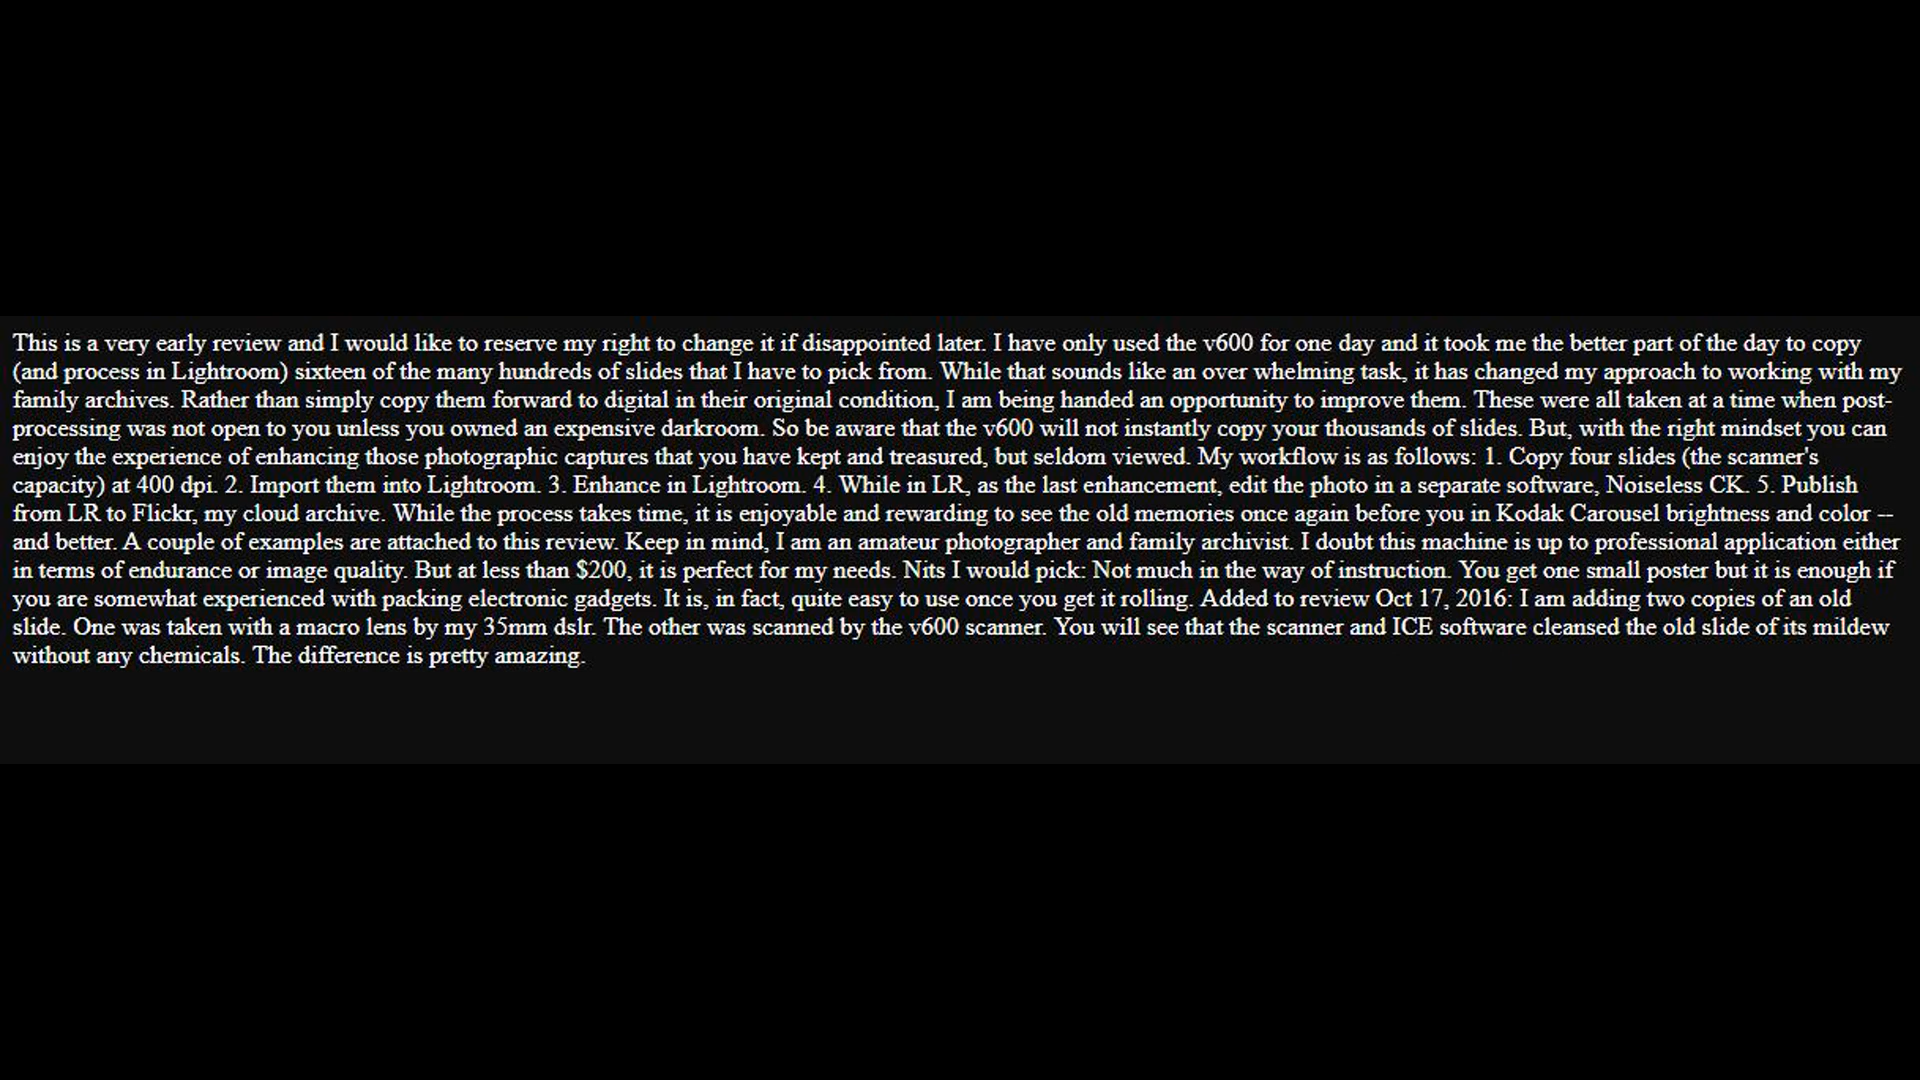 This is a very early review and I would like to reserve my right to change it if disappointed later. I have only used the v600 for one day and it took me the better part of the day to copy
(and process in Lightroom) sixteen of the many hundreds of slides that I have to pick from. While that sounds like an over whelming task, it has changed my approach to working with my
family archives. Rather than simply copy them forward to digital in their original condition, I am being handed an opportunity to improve them. These were all taken at a time when post-
processing was not open to you unless you owned an expensive darkroom. So be aware that the v600 will not instantly copy your thousands of slides. But, with the right mindset you can
enjoy the experience of enhancing those photographic captures that you have kept and treasured, but seldom viewed. My workflow is as follows: 1. Copy four slides (the scanner's
capacity) at 400 dpi. 2. Import them into Lightroom. 3. Enhance in Lightroom. 4. While in LR, as the last enhancement, edit the photo in a separate software, Noiseless CK. 5. Publish
from LR to Flickr, my cloud archive. While the process takes time, it is enjoyable and rewarding to see the old memories once again before you in Kodak Carousel brightness and color --
and better. A couple of examples are attached to this review. Keep in mind, I am an amateur photographer and family archivist. I doubt this machine is up to professional application either
in terms of endurance or image quality. But at less than $200, it is perfect for my needs. Nits I would pick: Not much in the way of instruction. You get one small poster but it is enough if
you are somewhat experienced with packing electronic gadgets. It is, in fact, quite easy to use once you get it rolling. Added to review Oct 17, 2016: I am adding two copies of an old
slide. One was taken with a macro lens by my 35mm dslr. The other was scanned by the v600 scanner. You will see that the scanner and ICE software cleansed the old slide of its mildew
without any chemicals. The difference is pretty amazing.